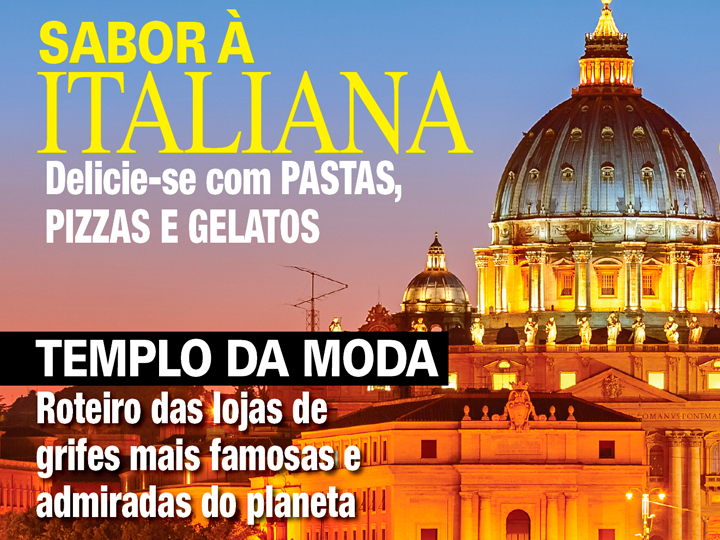 SABOR À
ITALIANA
Delicie-se com PASTAS,
PIZZAS E GELATOS
TEMPLO DA MODA
Roteiro das lojas de
grifes mais famosas e
admiradas do planeta